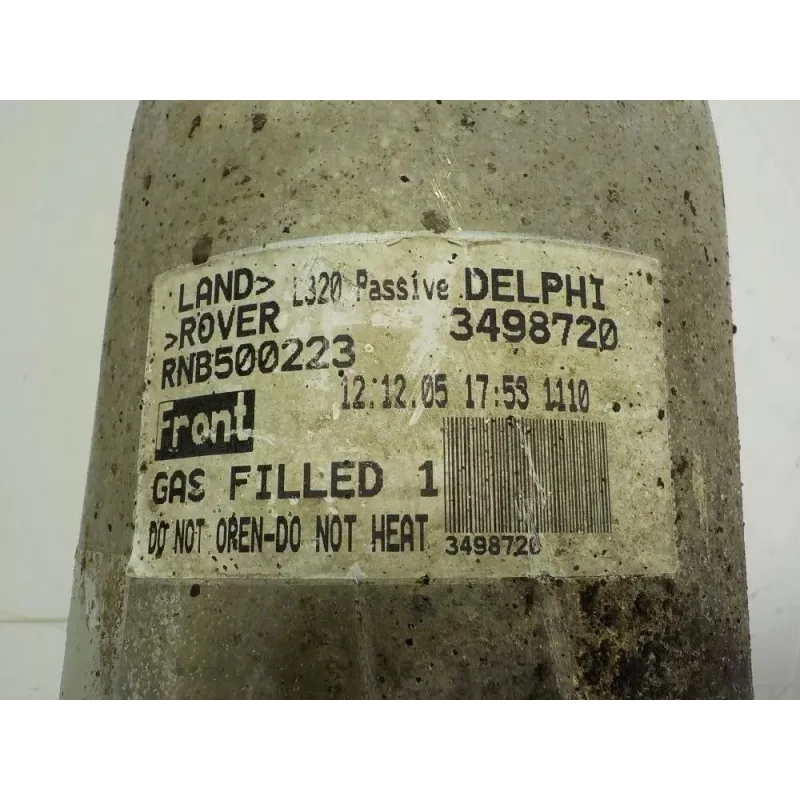 LAND> L320 Passive DELPHI
>ROVER 3498720
RNB500223
12.12.05 17:53 1110
Front
GAS FILLED 1
DO NOT OPEN-DO NOT HEAT
3498720